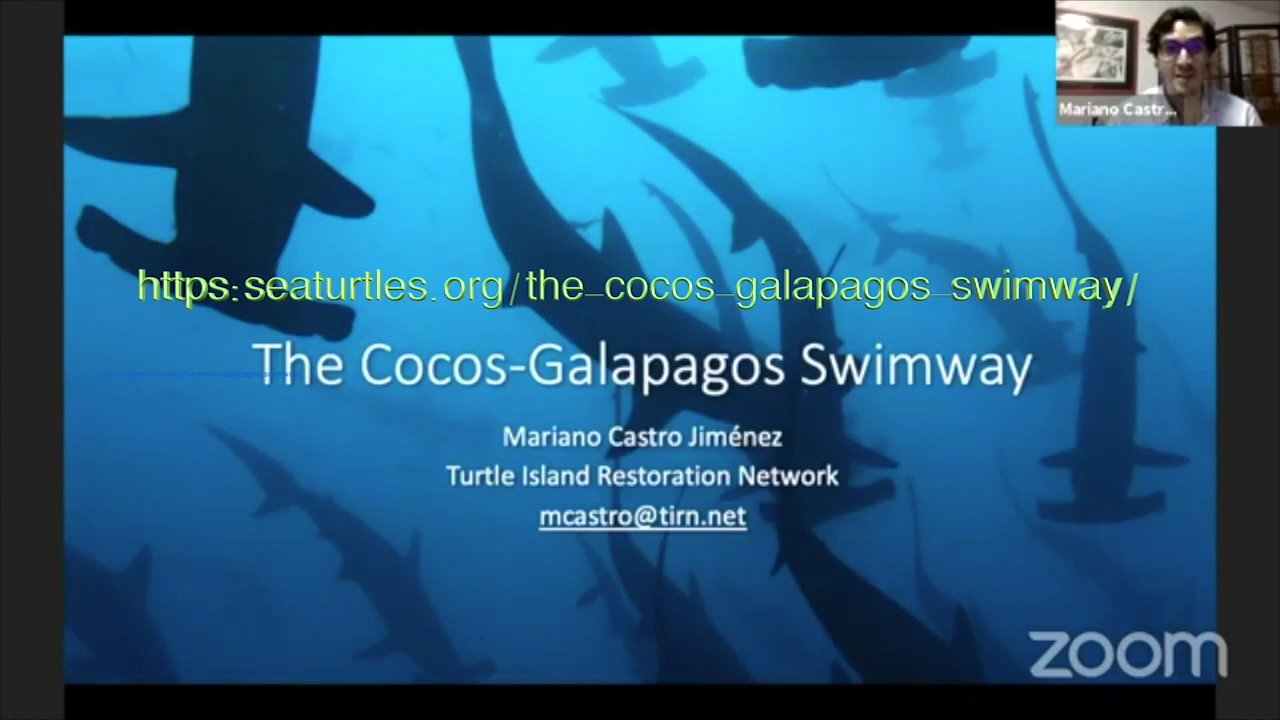 Mariano Castr...
https:seaturtles.org/the_cocos_galapagos_swimway/
The Cocos-Galapagos Swimway
Mariano Castro Jiménez
Turtle Island Restoration Network
mcastro@tirn.net
zoom